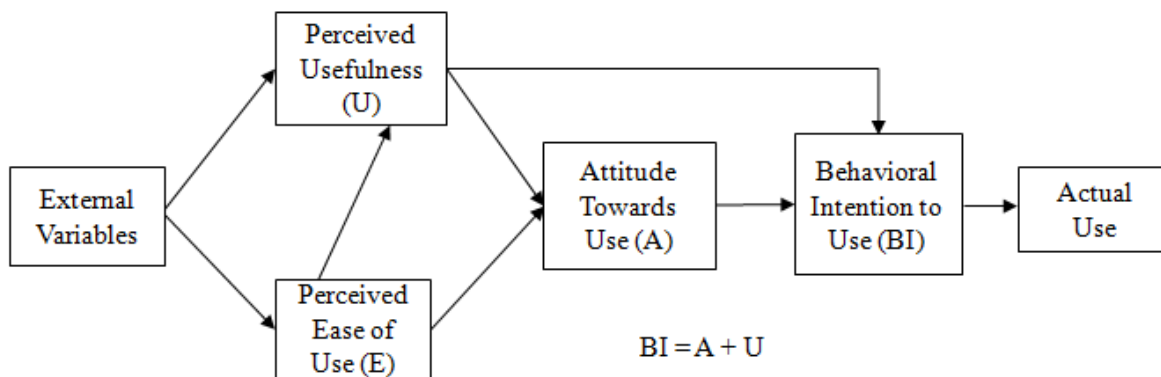 Perceived
Usefulness
(U)
External
Variables
Perceived
Ease of
Use (E)
Attitude
Towards
Use (A)
Behavioral
Intention to
Use (BI)
Actual
Use
BI = A + U